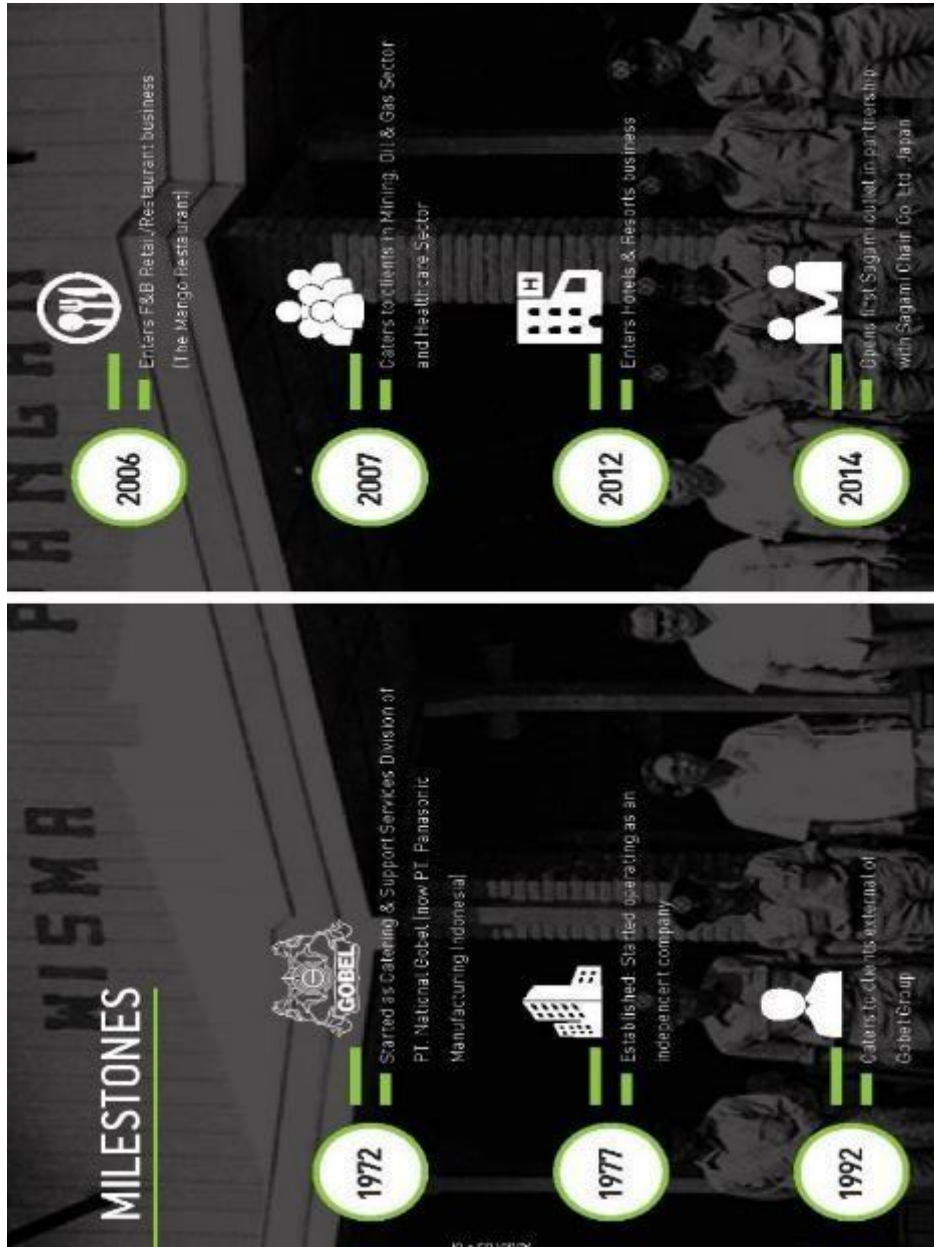 MILESTONES
WISMA
GOBEL
1972
Started as Catering & Support Services Division of
PT. National Gobel (now PT. Panasonic
Manufacturing Indonesia)
1977
Established. Started operating as an
independent company
1992
Caters to clients external of
Gobel Group
2006
Enters F&B Retail/Restaurant business
(The Mango Restaurant)
2007
Caters to clients in Mining, Oil & Gas Sector
and Healthcare Sector
H
2012
Enters Hotels & Resorts business
2014
Opens first Sagami outlet in partnership
with Sagami Chain Co. Ltd. Japan